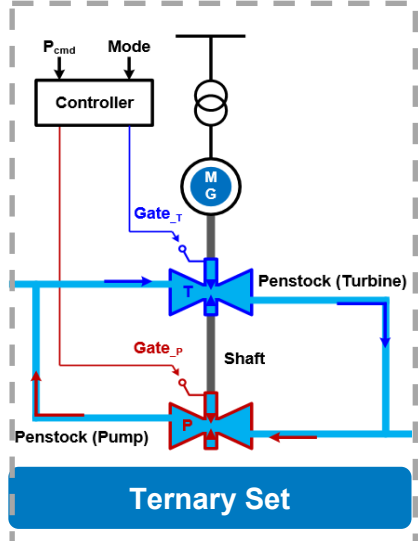 Pcmd Mode
Controller
M
G
Gate_T
T
Penstock (Turbine)
Gate_P
Shaft
P
Penstock (Pump)
Ternary Set